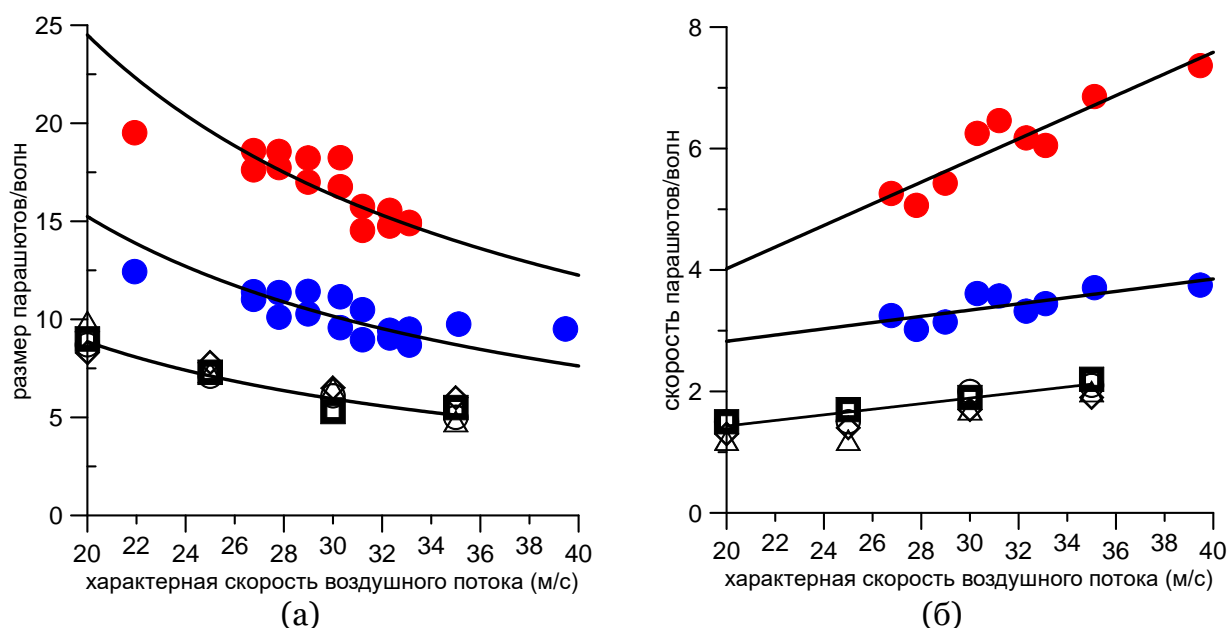 размер парашютов/волн
25
20
15
10
5
0
20 22 24 26 28 30 32 34 36 38 40
характерная скорость воздушного потока (м/с)
(а)
скорость парашютов/волн
8
6
4
2
0
20 22 24 26 28 30 32 34 36 38 40
характерная скорость воздушного потока (м/с)
(б)